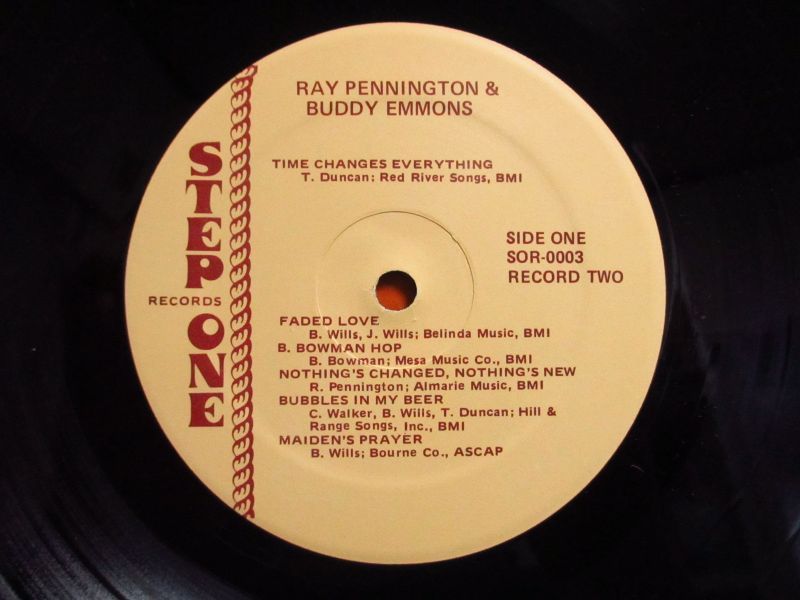 RAY PENNINGTON &
BUDDY EMMONS
TIME CHANGES EVERYTHING
T. Duncan; Red River Songs, BMI
STEP ONE
RECORDS
SIDE ONE
SOR-0003
RECORD TWO
FADED LOVE
B. Wills, J. Wills; Belinda Music, BMI
B. BOWMAN HOP
B. Bowman; Mesa Music Co., BMI
NOTHING'S CHANGED, NOTHING'S NEW
R. Pennington; Almarie Music, BMI
BUBBLES IN MY BEER
C. Walker, B. Wills, T. Duncan; Hill &
Range Songs, Inc., BMI
MAIDEN'S PRAYER
B. Wills; Bourne Co., ASCAP